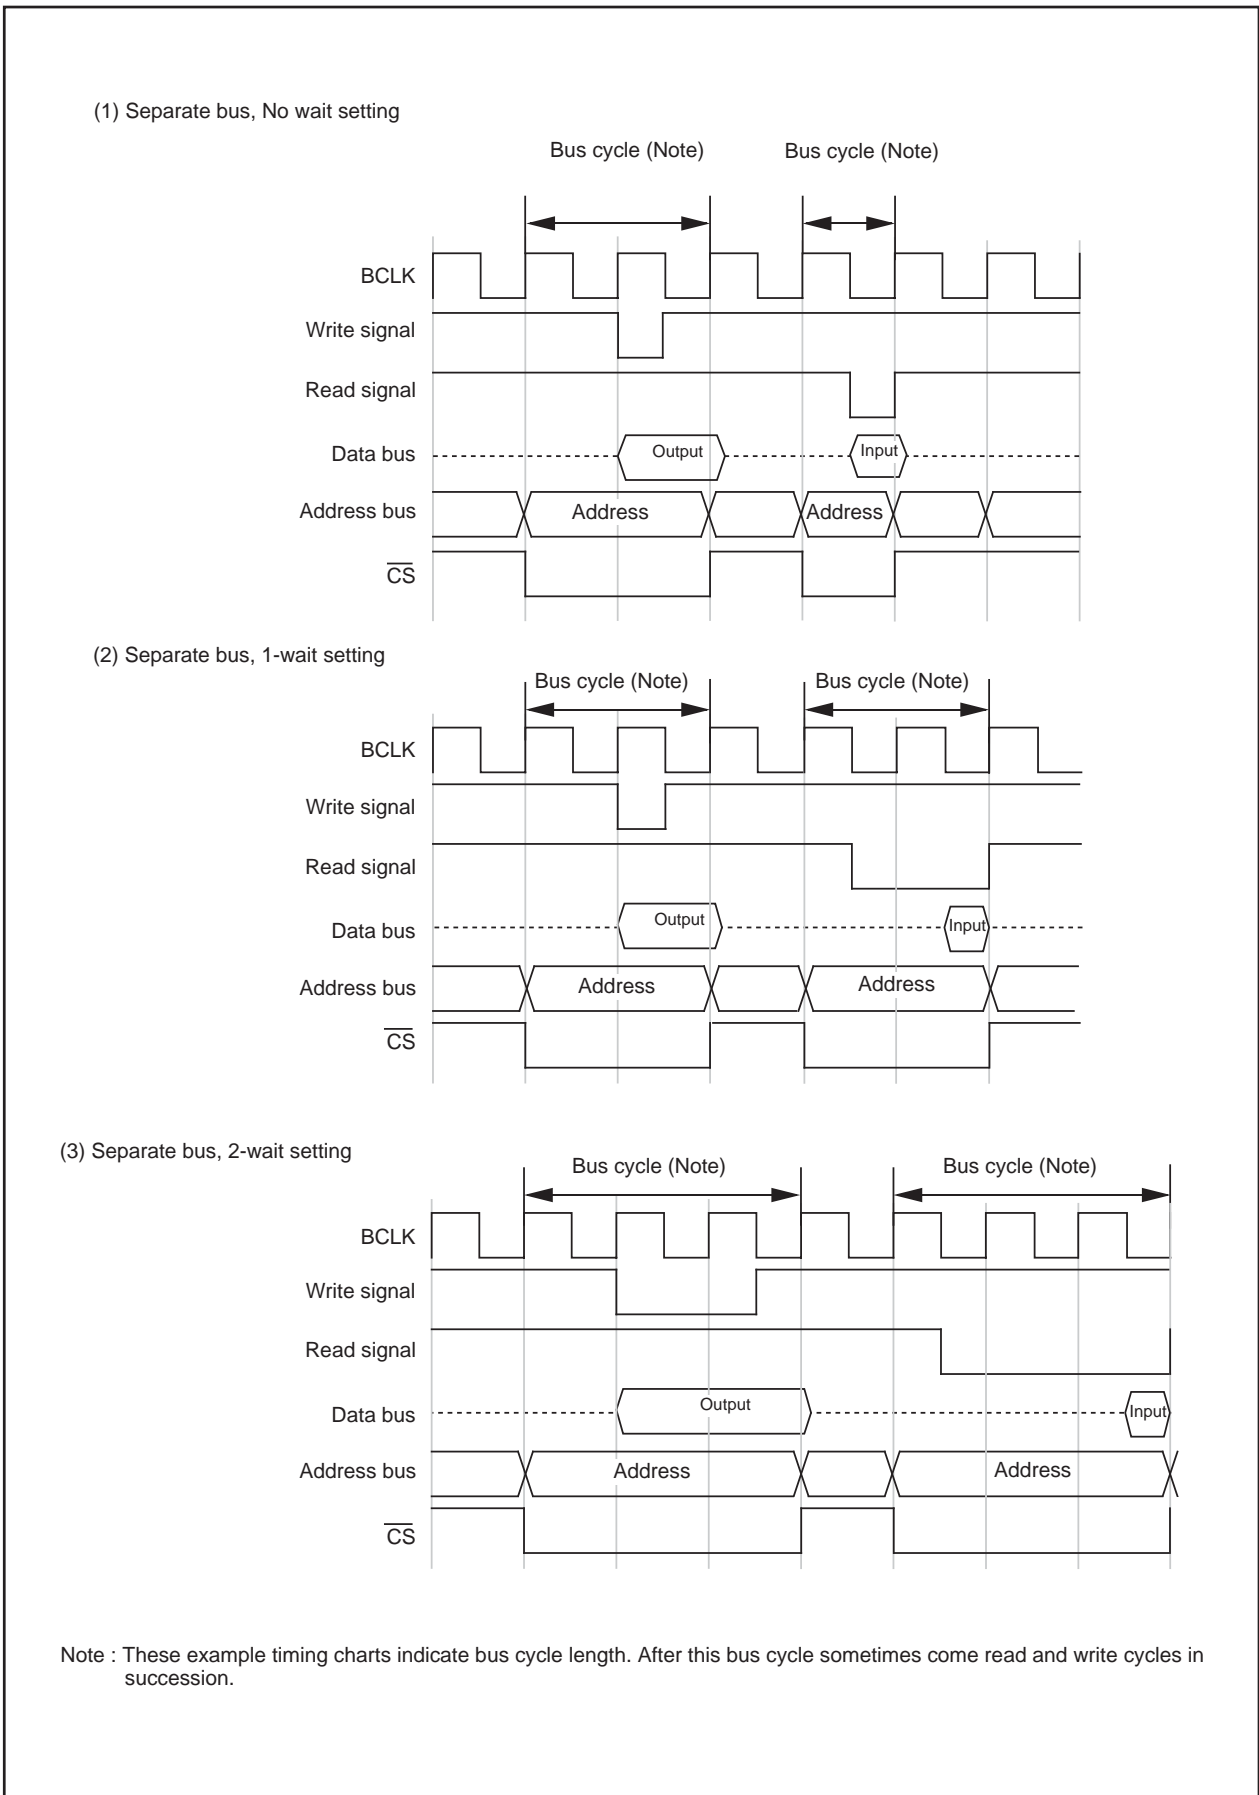 (1) Separate bus, No wait setting
Bus cycle (Note) Bus cycle (Note)
BCLK
Write signal
Read signal
Data bus Output Input
Address bus Address Address
CS
(2) Separate bus, 1-wait setting
Bus cycle (Note) Bus cycle (Note)
BCLK
Write signal
Read signal
Data bus Output Input
Address bus Address Address
CS
(3) Separate bus, 2-wait setting
Bus cycle (Note) Bus cycle (Note)
BCLK
Write signal
Read signal
Data bus Output Input
Address bus Address Address
CS
Note : These example timing charts indicate bus cycle length. After this bus cycle sometimes come read and write cycles in
succession.